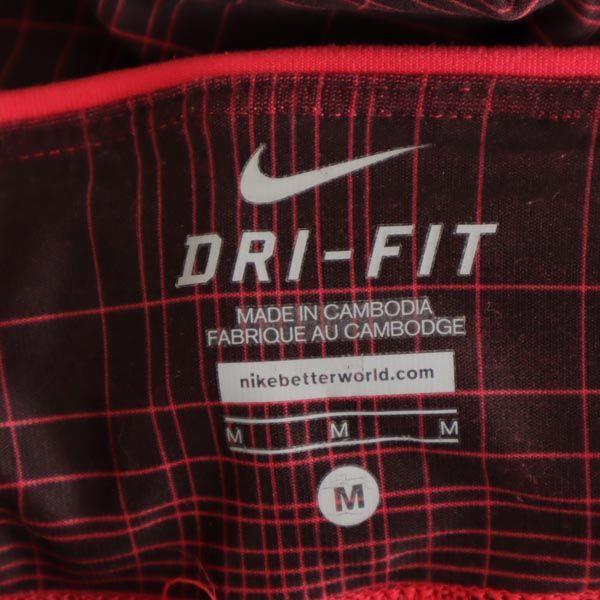 DRI-FIT
MADE IN CAMBODIA
FABRIQUE AU CAMBODGE
nikebetterworld.com
M M M
M